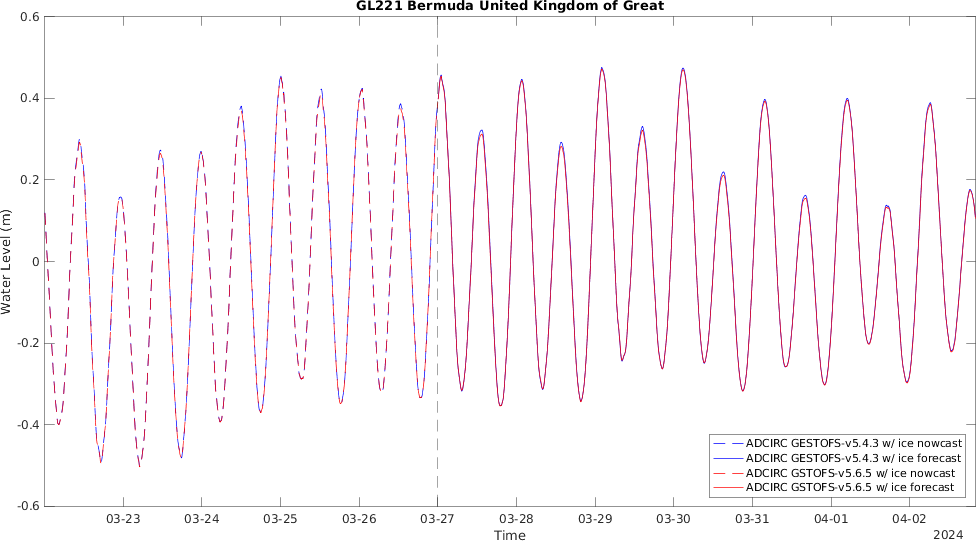 GL221 Bermuda United Kingdom of Great
0.6
0.4
0.2
0
-0.2
-0.4
-0.6
Water Level (m)
03-23
03-24
03-25
03-26
03-27
03-28
03-29
03-30
03-31
04-01
04-02
Time
2024
ADCIRC GESTOFS-v5.4.3 w/ ice nowcast
ADCIRC GESTOFS-v5.4.3 w/ ice forecast
ADCIRC GSTOFS-v5.6.5 w/ ice nowcast
ADCIRC GSTOFS-v5.6.5 w/ ice forecast